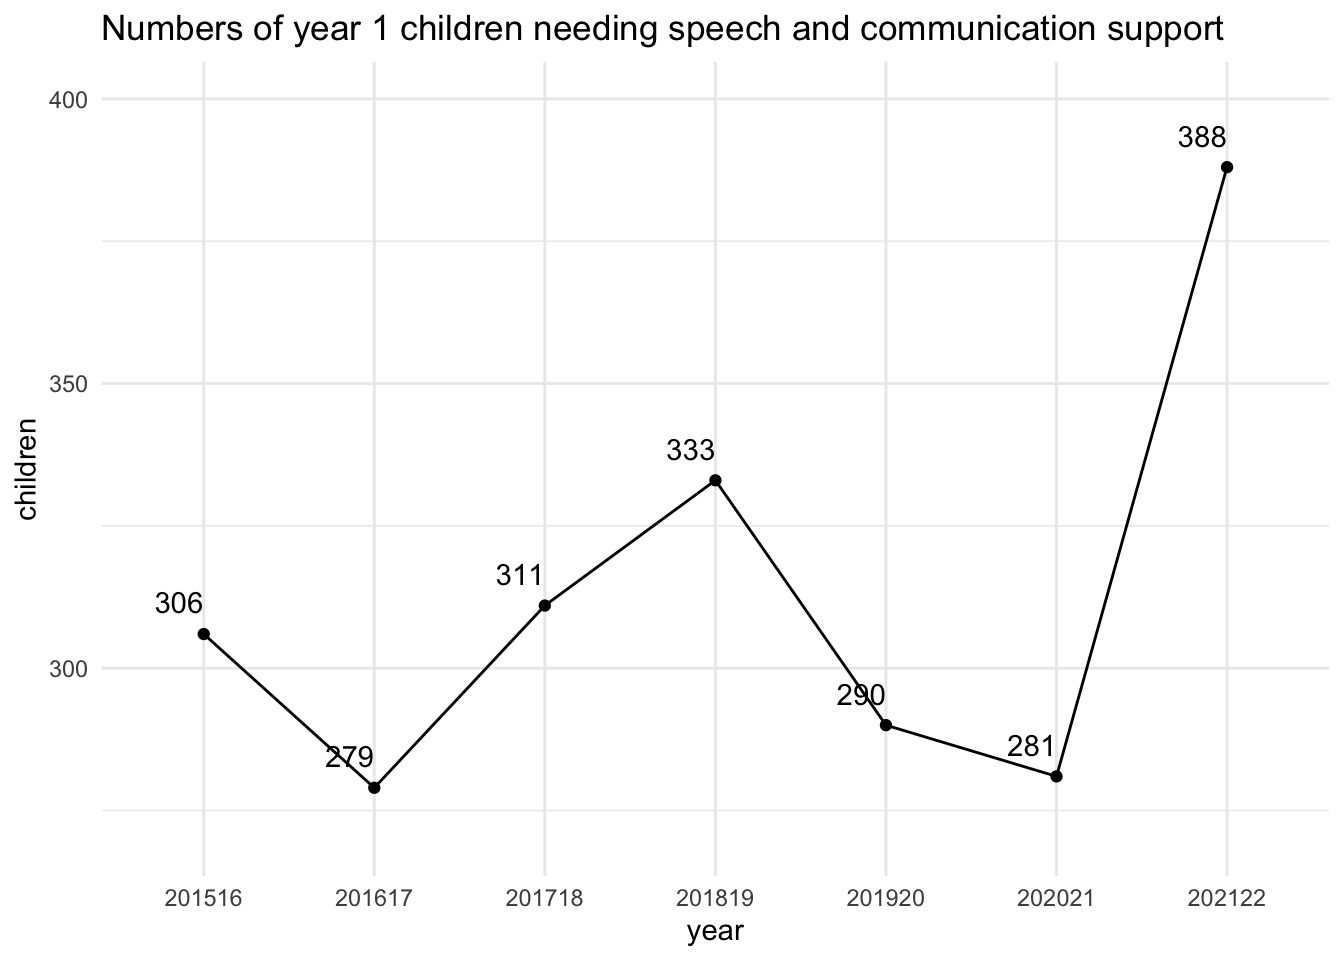 Numbers of year 1 children needing speech and communication support
400
388
350
children
333
311
306
300
290
281
279
201516 201617 201718 201819 201920 202021 202122
year